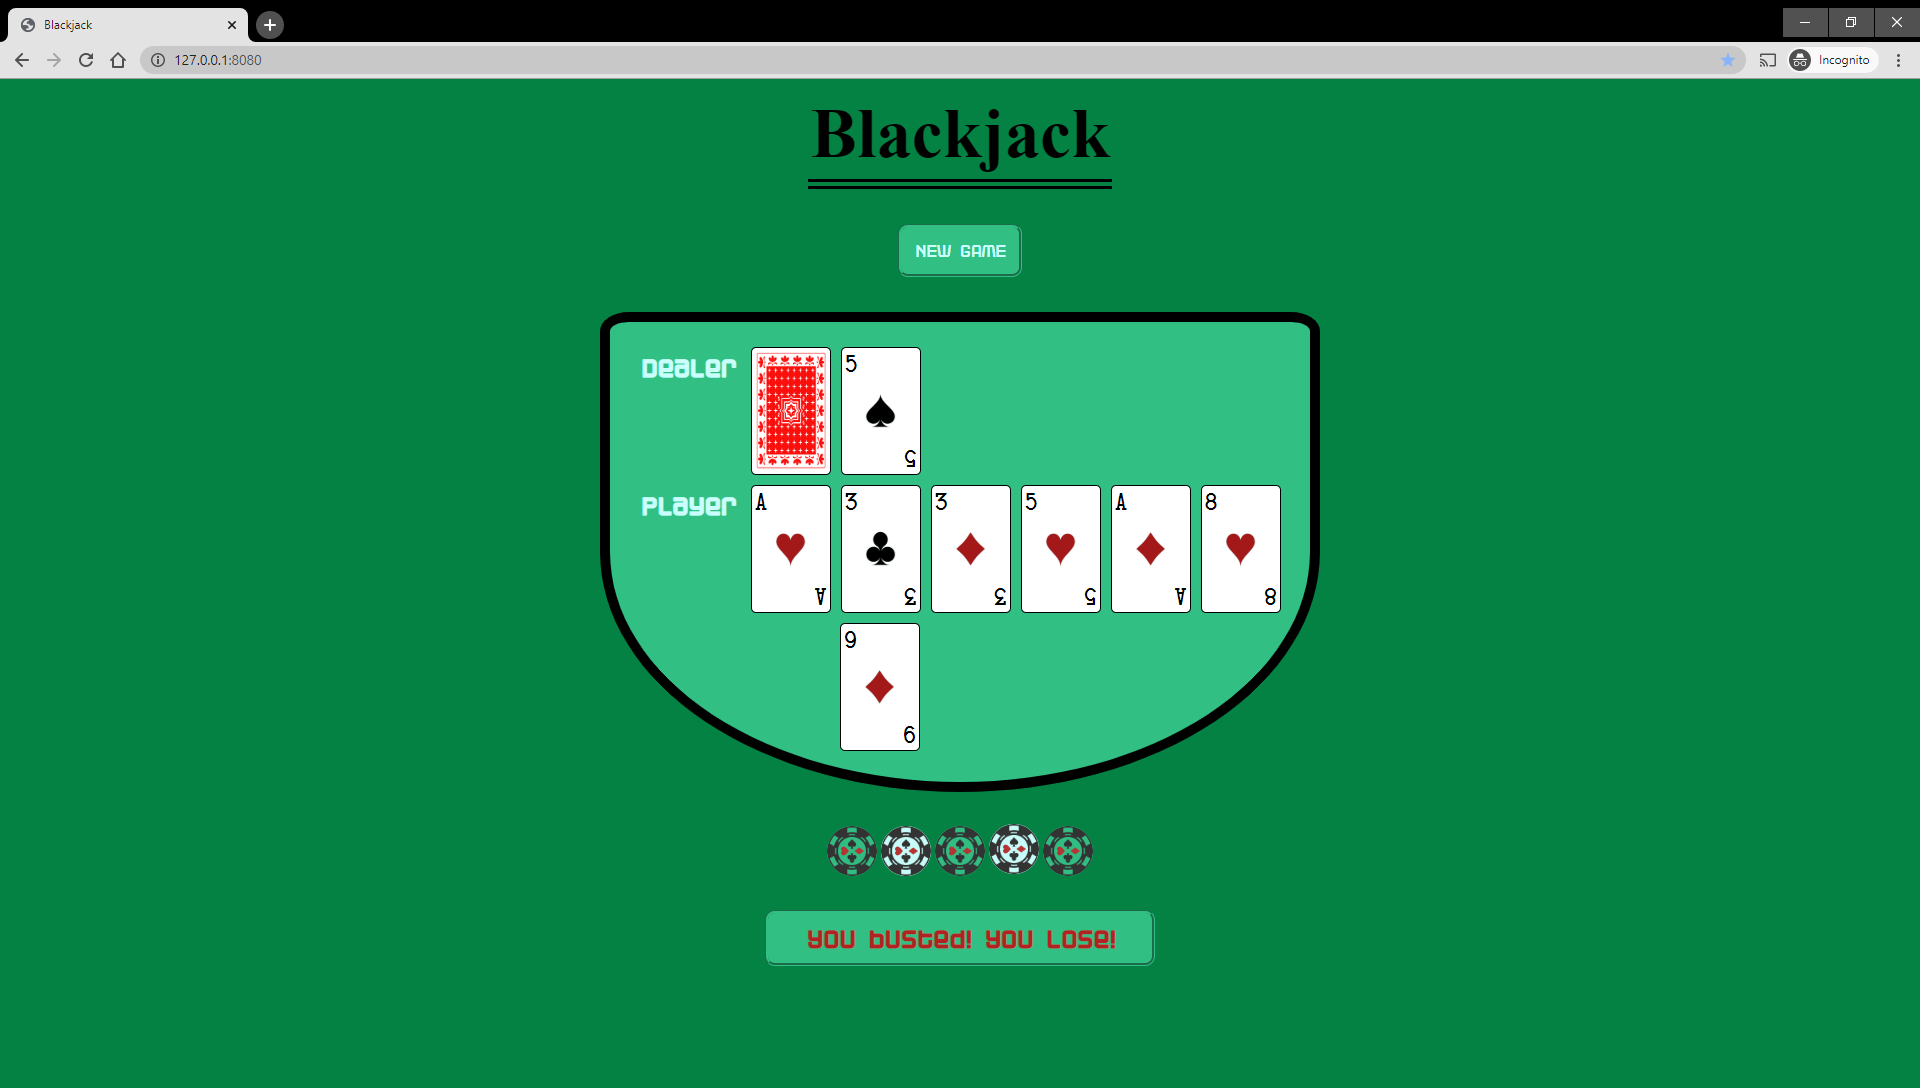 Blackjack
127.0.0.1:8080
Incognito
Blackjack
NEW GAME
Dealer
5
5
Player
A 3 3 5 A 8
A 3 3 5 A 8
9
9
You busted! You Lose!